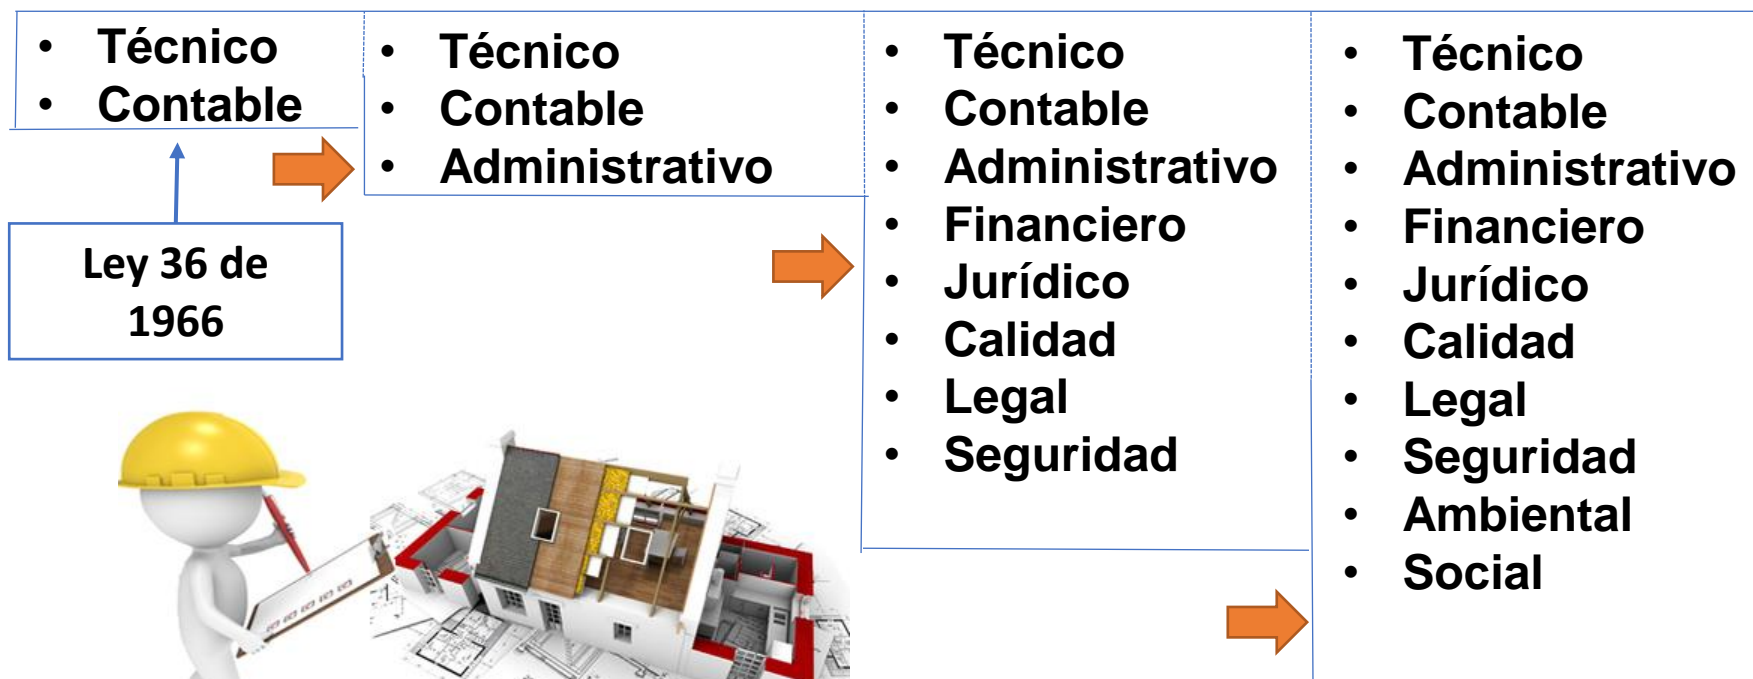 • Técnico
• Contable
Ley 36 de
1966
• Técnico
• Contable
• Administrativo
• Técnico
• Contable
• Administrativo
• Financiero
• Jurídico
• Calidad
• Legal
• Seguridad
• Técnico
• Contable
• Administrativo
• Financiero
• Jurídico
• Calidad
• Legal
• Seguridad
• Ambiental
• Social